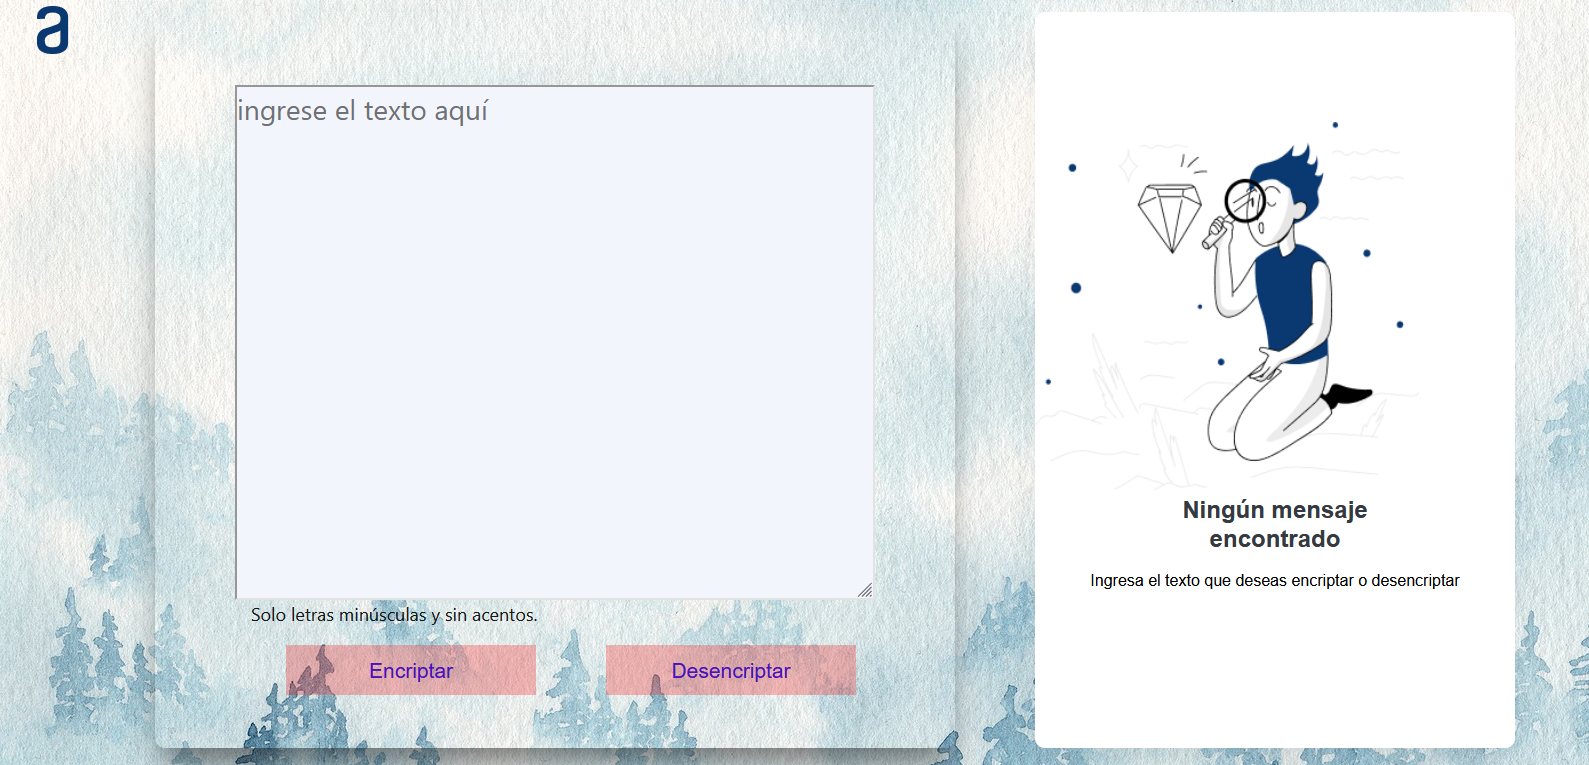 a
ingrese el texto aquí
Solo letras minúsculas y sin acentos.
Encriptar
Desencriptar
Ningún mensaje
encontrado
Ingresa el texto que deseas encriptar o desencriptar